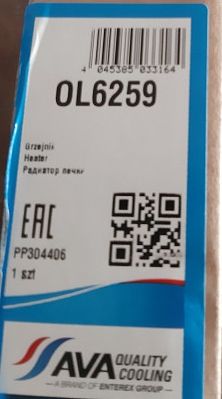 4 045385 033164
OL6259
Grzejnik
Heater
Радиатор печки
EAC
PP304406
1 szt
AVA QUALITY COOLING
A BRAND OF ENTEREX GROUP